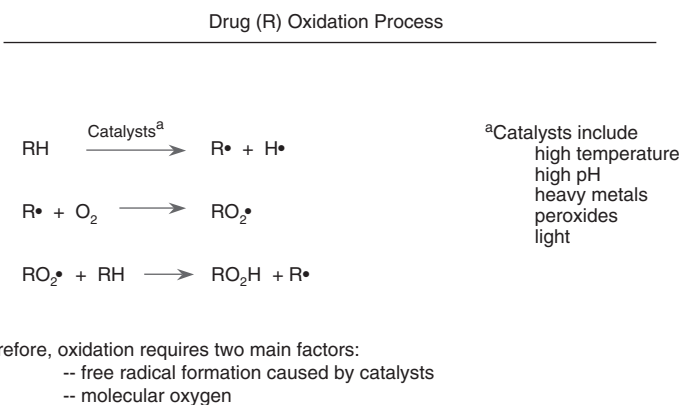 Drug (R) Oxidation Process
Catalystsᵃ
RH → R• + H•
R• + O₂ → RO₂•
RO₂• + RH → RO₂H + R•
ᵃCatalysts include
high temperature
high pH
heavy metals
peroxides
light
refore, oxidation requires two main factors:
-- free radical formation caused by catalysts
-- molecular oxygen